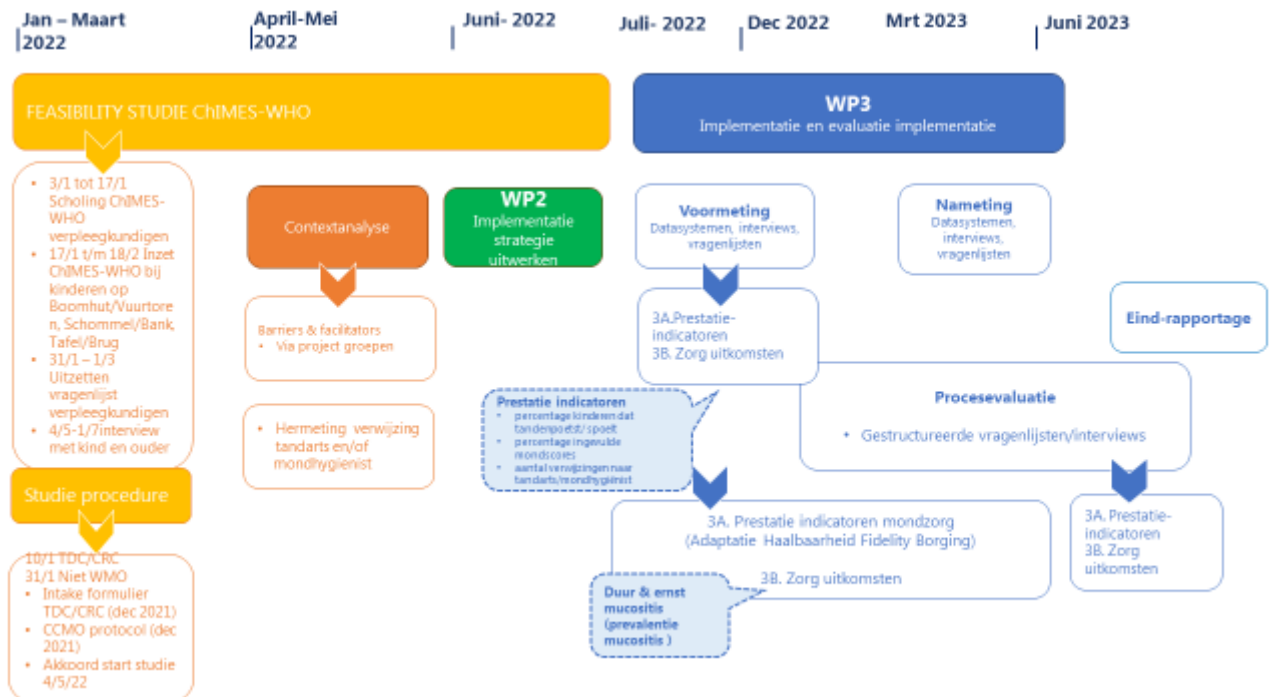 Jan – Maart
2022
April-Mei
2022
Juni- 2022
Juli- 2022
Dec 2022
Mrt 2023
Juni 2023
FEASIBILITY STUDIE ChIMES-WHO
WP3
Implementatie en evaluatie implementatie
• 3/1 tot 17/1
Scholing ChIMES-
WHO
verpleegkundigen
• 17/1 t/m 18/2 Inzet
ChIMES-WHO bij
kinderen op
Boomhut/Vuurtore
n, Schommel/Bank,
Tafel/Brug
• 31/1 – 1/3
Uitzetten
vragenlijst
verpleegkundigen
• 4/5-1/7interview
met kind en ouder
Studie procedure
10/1 TDC/CRC
31/1 Niet WMO
• Intake formulier
TDC/CRC (dec 2021)
• CCMO protocol (dec
2021)
• Akkoord start studie
4/5/22
Contextanalyse
Barriers & facilitators
• Via project groepen
• Hermeting verwijzing
tandarts en/of
mondhygienist
WP2
Implementatie
strategie
uitwerken
Voormeting
Datasystemen, interviews,
vragenlijsten
3A.Prestatie-
indicatoren
3B. Zorg uitkomsten
Prestatie indicatoren
• percentage kinderen dat
tandenpoetst/ spoelt
• percentage ingevulde
mondscores
• aantal verwijzingen naar
tandarts/mondhygiënist
Nameting
Datasystemen,
interviews,
vragenlijsten
Eind-rapportage
Procesevaluatie
• Gestructureerde vragenlijsten/interviews
3A. Prestatie indicatoren mondzorg
(Adaptatie Haalbaarheid Fidelity Borging)
3B. Zorg uitkomsten
Duur & ernst
mucositis
(prevalentie
mucositis )
3A. Prestatie-
indicatoren
3B. Zorg
uitkomsten